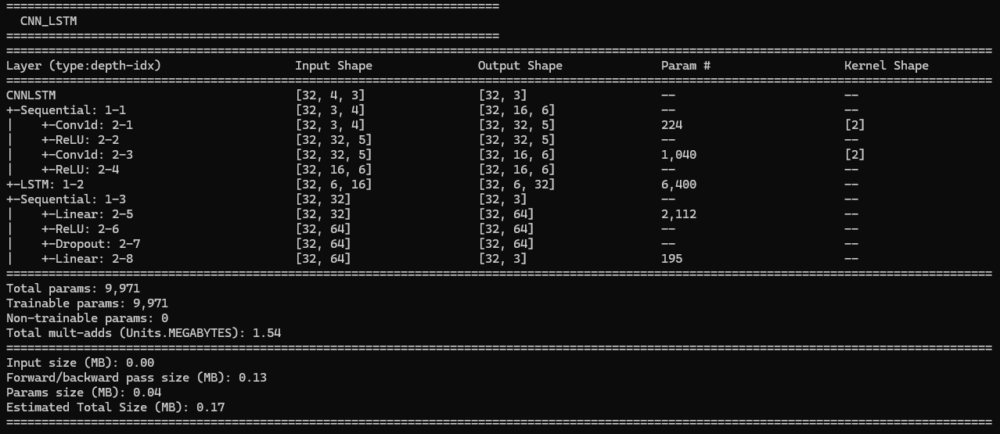 ======================================================================
  CNN_LSTM
======================================================================
============================================================================================================================================
Layer (type:depth-idx)                   Input Shape               Output Shape              Param #                   Kernel Shape
============================================================================================================================================
CNNLSTM                                  [32, 4, 3]                [32, 3]                   --                        --
+-Sequential: 1-1                        [32, 3, 4]                [32, 16, 6]               --                        --
|    +-Conv1d: 2-1                       [32, 3, 4]                [32, 32, 5]               224                       [2]
|    +-ReLU: 2-2                         [32, 32, 5]               [32, 32, 5]               --                        --
|    +-Conv1d: 2-3                       [32, 32, 5]               [32, 16, 6]               1,040                     [2]
|    +-ReLU: 2-4                         [32, 16, 6]               [32, 16, 6]               --                        --
+-LSTM: 1-2                              [32, 6, 16]               [32, 6, 32]               6,400                     --
+-Sequential: 1-3                        [32, 32]                  [32, 3]                   --                        --
|    +-Linear: 2-5                       [32, 32]                  [32, 64]                  2,112                     --
|    +-ReLU: 2-6                         [32, 64]                  [32, 64]                  --                        --
|    +-Dropout: 2-7                      [32, 64]                  [32, 64]                  --                        --
|    +-Linear: 2-8                       [32, 64]                  [32, 3]                   195                       --
============================================================================================================================================
Total params: 9,971
Trainable params: 9,971
Non-trainable params: 0
Total mult-adds (Units.MEGABYTES): 1.54
============================================================================================================================================
Input size (MB): 0.00
Forward/backward pass size (MB): 0.13
Params size (MB): 0.04
Estimated Total Size (MB): 0.17
============================================================================================================================================